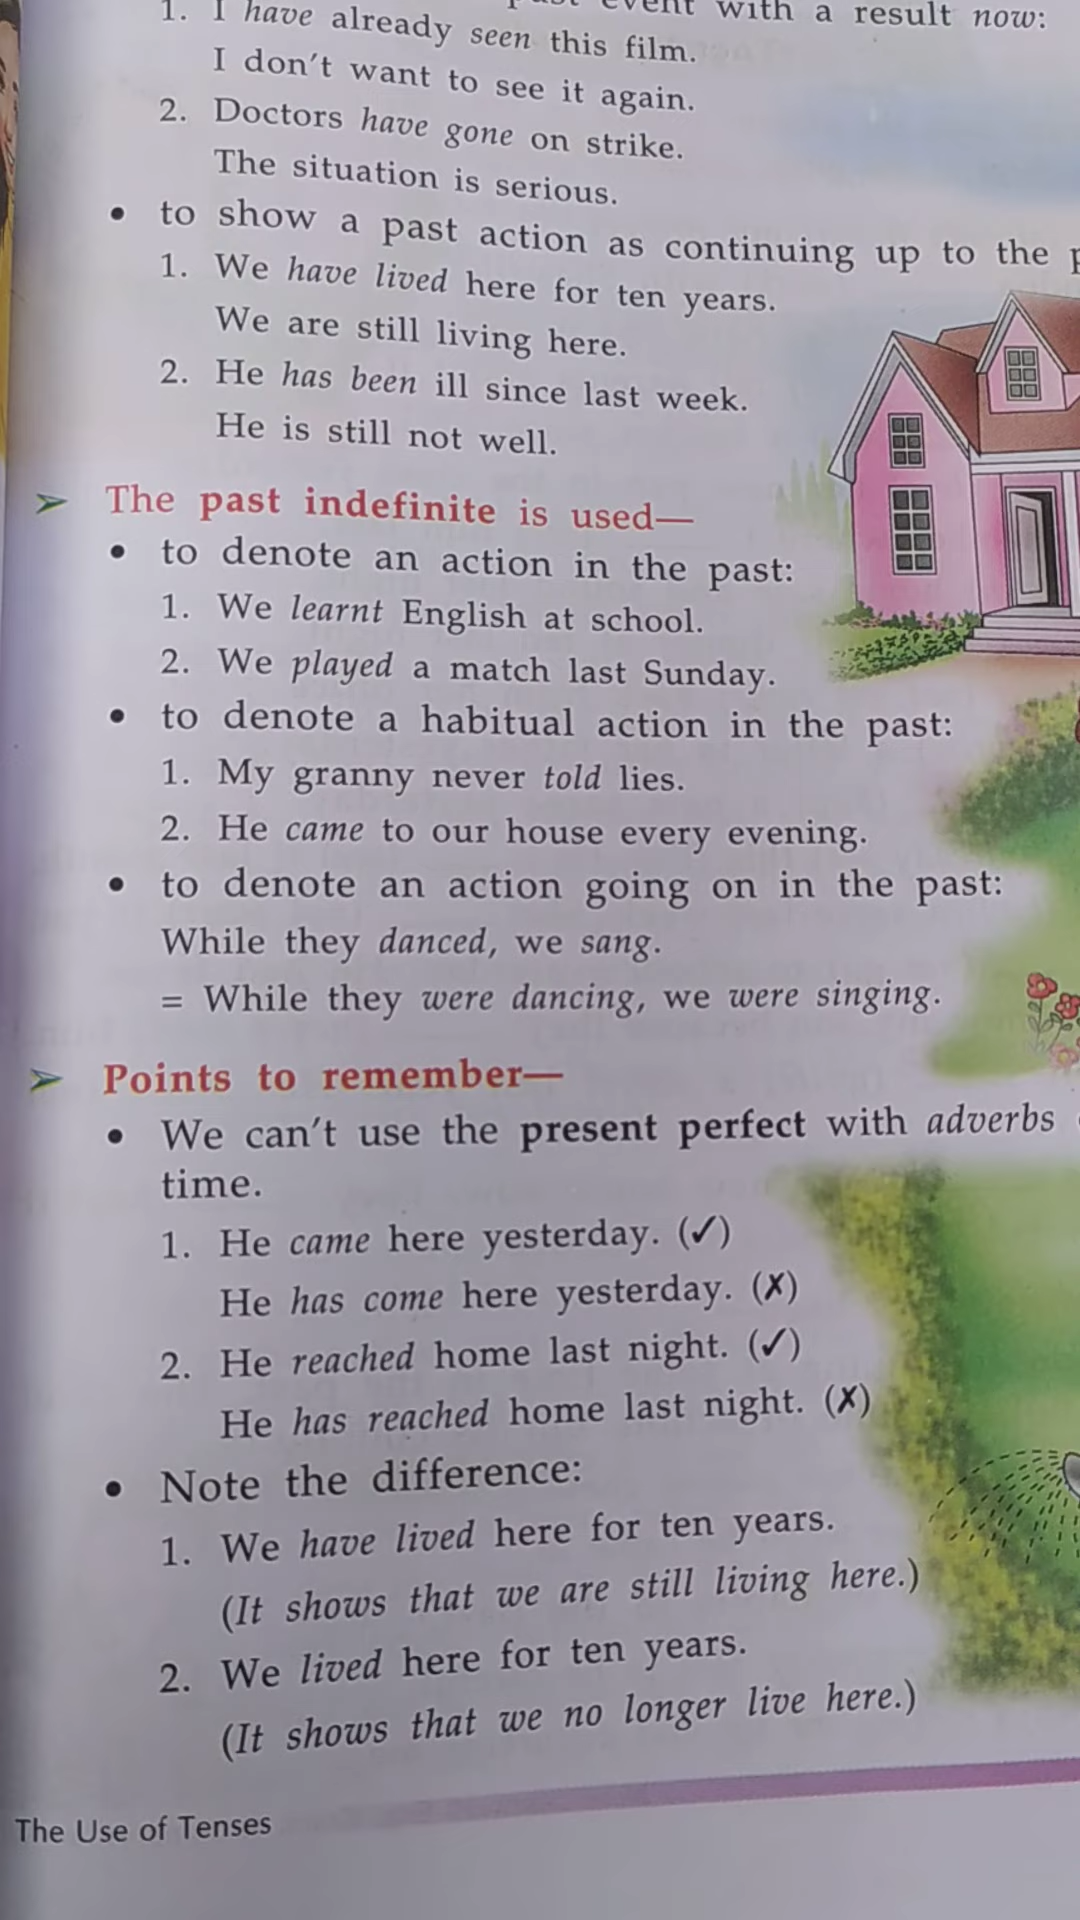 event with a result now:
1. I have already seen this film.
I don't want to see it again.
2. Doctors have gone on strike.
The situation is serious.
• to show a past action as continuing up to the
1. We have lived here for ten years.
We are still living here.
2. He has been ill since last week.
He is still not well.
➢ The past indefinite is used—
• to denote an action in the past:
1. We learnt English at school.
2. We played a match last Sunday.
• to denote a habitual action in the past:
1. My granny never told lies.
2. He came to our house every evening.
• to denote an action going on in the past:
While they danced, we sang.
= While they were dancing, we were singing.
➢ Points to remember—
• We can't use the present perfect with adverbs
time.
1. He came here yesterday. (✓)
He has come here yesterday. (✗)
2. He reached home last night. (✓)
He has reached home last night. (✗)
• Note the difference:
1. We have lived here for ten years.
(It shows that we are still living here.)
2. We lived here for ten years.
(It shows that we no longer live here.)
The Use of Tenses